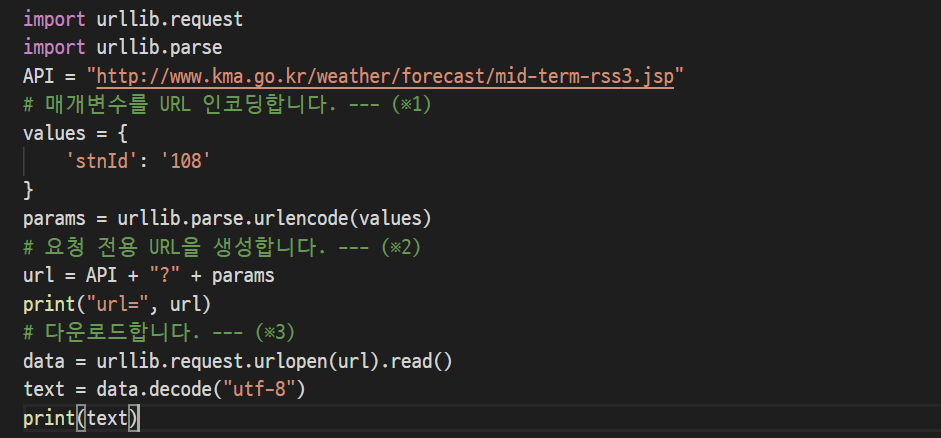 import urllib.request
import urllib.parse
API = "http://www.kma.go.kr/weather/forecast/mid-term-rss3.jsp"
# 매개변수를 URL 인코딩합니다. --- (※1)
values = {
    'stnId': '108'
}
params = urllib.parse.urlencode(values)
# 요청 전용 URL을 생성합니다. --- (※2)
url = API + "?" + params
print("url=", url)
# 다운로드합니다. --- (※3)
data = urllib.request.urlopen(url).read()
text = data.decode("utf-8")
print(text)